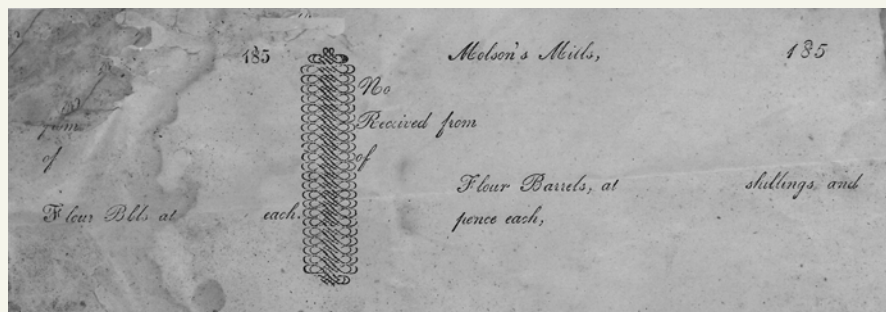 185
from
of
Flour Bbls at each.
Molson's Mills, 185
No
Received from
of
Flour Barrels, at shillings and
pence each,